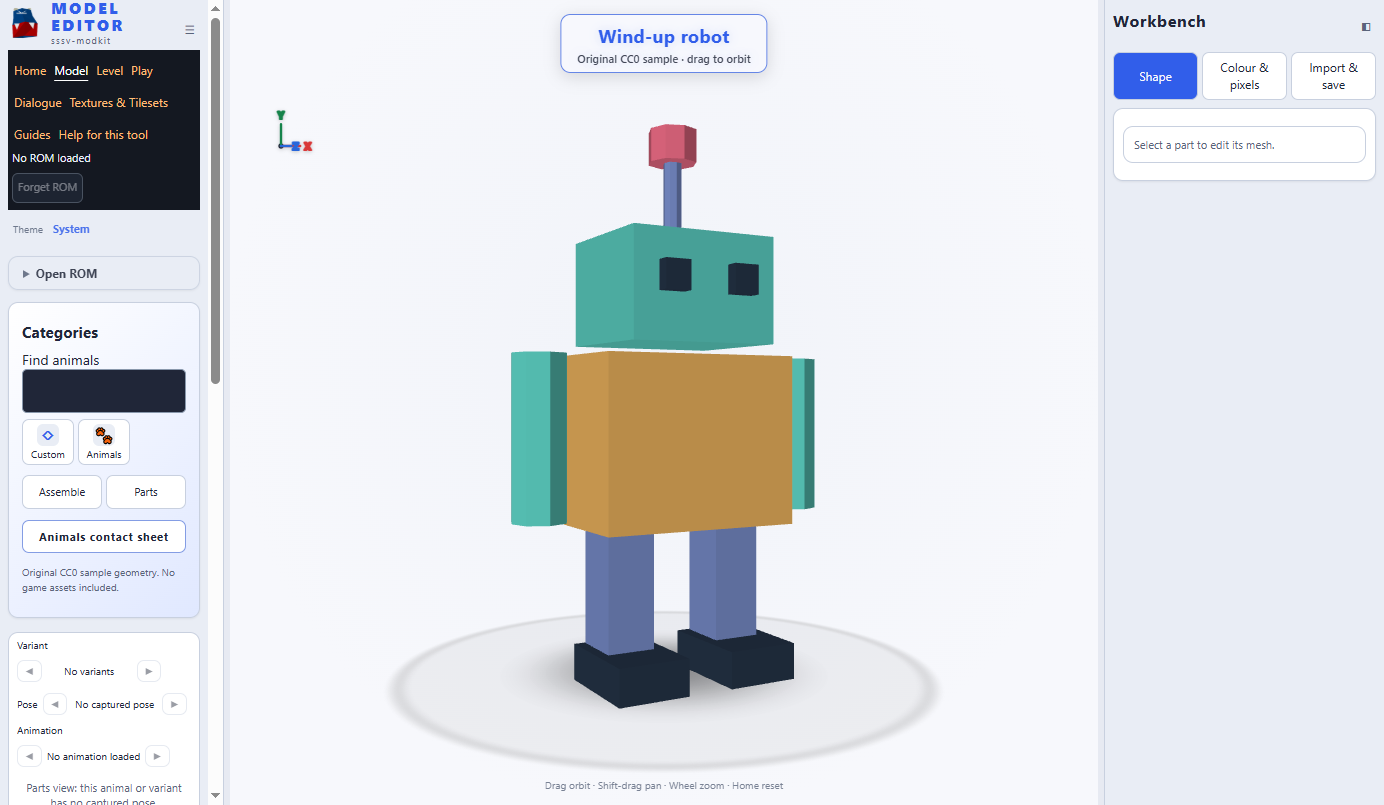 MODEL
EDITOR
sssv-modkit
☰
Home Model Level Play
Dialogue Textures & Tilesets
Guides Help for this tool
No ROM loaded
Forget ROM
Theme System
▶ Open ROM
Categories
Find animals
Custom Animals
Assemble Parts
Animals contact sheet
Original CC0 sample geometry. No
game assets included.
Variant
◀ No variants ▶
Pose ◀ No captured pose ▶
Animation
◀ No animation loaded ▶
Parts view: this animal or variant
has no captured pose
Wind-up robot
Original CC0 sample · drag to orbit
Y
Z X
Drag orbit · Shift-drag pan · Wheel zoom · Home reset
Workbench
Shape
Colour &
pixels
Import &
save
Select a part to edit its mesh.